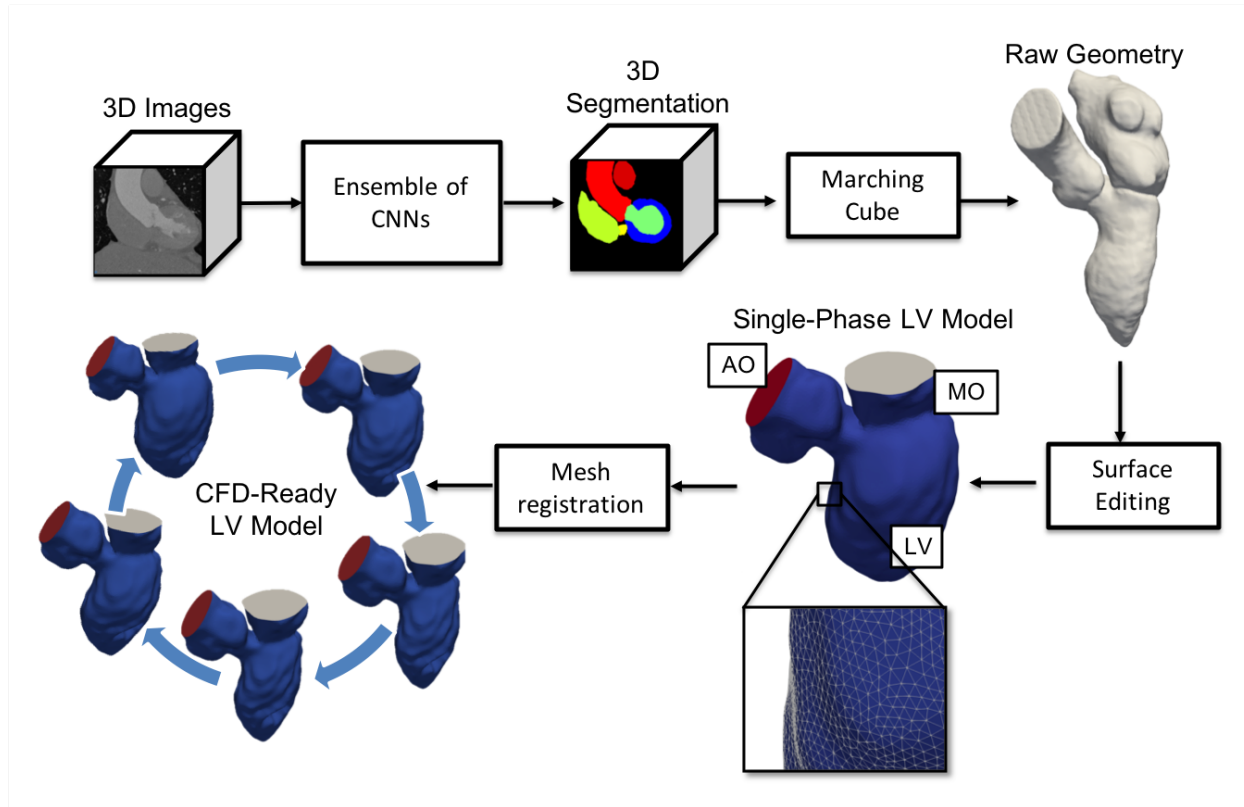 3D Images
Ensemble of
CNNs
3D
Segmentation
Marching
Cube
Raw Geometry
Surface
Editing
Single-Phase LV Model
AO
MO
LV
Mesh
registration
CFD-Ready
LV Model